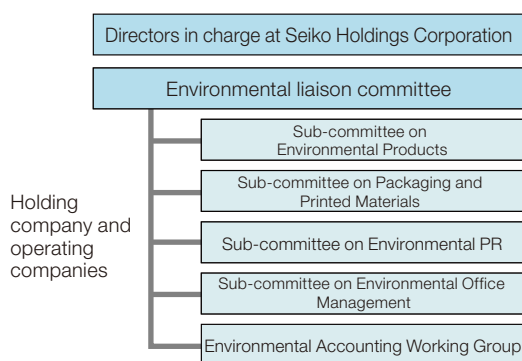 Directors in charge at Seiko Holdings Corporation
Environmental liaison committee
Sub-committee on
Environmental Products
Sub-committee on Packaging and
Printed Materials
Holding
company and
operating
companies
Sub-committee on Environmental PR
Sub-committee on Environmental Office
Management
Environmental Accounting Working Group